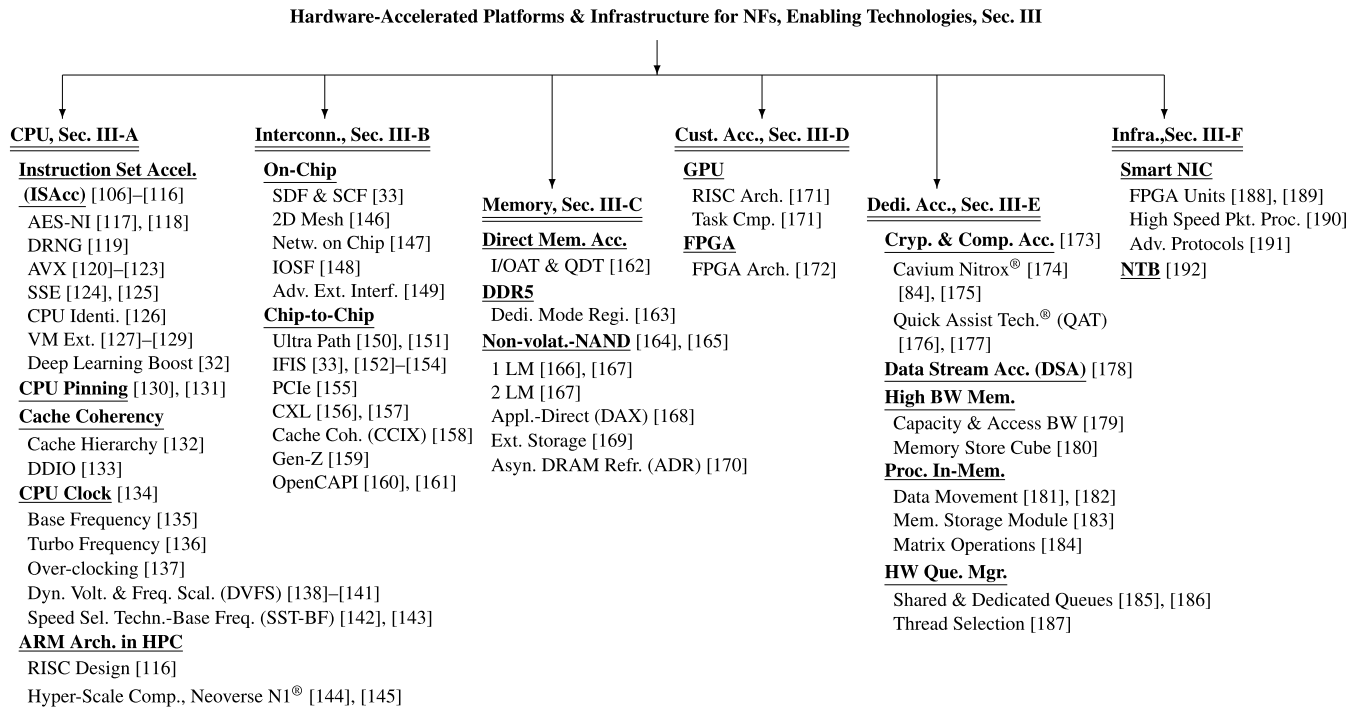 Hardware-Accelerated Platforms & Infrastructure for NFs, Enabling Technologies, Sec. III
CPU, Sec. III-A
Instruction Set Accel.
(ISAcc) [106]–[116]
AES-NI [117], [118]
DRNG [119]
AVX [120]–[123]
SSE [124], [125]
CPU Identi. [126]
VM Ext. [127]–[129]
Deep Learning Boost [32]
CPU Pinning [130], [131]
Cache Coherency
Cache Hierarchy [132]
DDIO [133]
CPU Clock [134]
Base Frequency [135]
Turbo Frequency [136]
Over-clocking [137]
Dyn. Volt. & Freq. Scal. (DVFS) [138]–[141]
Speed Sel. Techn.-Base Freq. (SST-BF) [142], [143]
ARM Arch. in HPC
RISC Design [116]
Hyper-Scale Comp., Neoverse N1® [144], [145]
Interconn., Sec. III-B
On-Chip
SDF & SCF [33]
2D Mesh [146]
Netw. on Chip [147]
IOSF [148]
Adv. Ext. Interf. [149]
Chip-to-Chip
Ultra Path [150], [151]
IFIS [33], [152]–[154]
PCIe [155]
CXL [156], [157]
Cache Coh. (CCIX) [158]
Gen-Z [159]
OpenCAPI [160], [161]
Memory, Sec. III-C
Direct Mem. Acc.
I/OAT & QDT [162]
DDR5
Dedi. Mode Regi. [163]
Non-volat.-NAND [164], [165]
1 LM [166], [167]
2 LM [167]
Appl.-Direct (DAX) [168]
Ext. Storage [169]
Asyn. DRAM Refr. (ADR) [170]
Cust. Acc., Sec. III-D
GPU
RISC Arch. [171]
Task Cmp. [171]
FPGA
FPGA Arch. [172]
Dedi. Acc., Sec. III-E
Cryp. & Comp. Acc. [173]
Cavium Nitrox® [174]
[84], [175]
Quick Assist Tech.® (QAT)
[176], [177]
Data Stream Acc. (DSA) [178]
High BW Mem.
Capacity & Access BW [179]
Memory Store Cube [180]
Proc. In-Mem.
Data Movement [181], [182]
Mem. Storage Module [183]
Matrix Operations [184]
HW Que. Mgr.
Shared & Dedicated Queues [185], [186]
Thread Selection [187]
Infra.,Sec. III-F
Smart NIC
FPGA Units [188], [189]
High Speed Pkt. Proc. [190]
Adv. Protocols [191]
NTB [192]